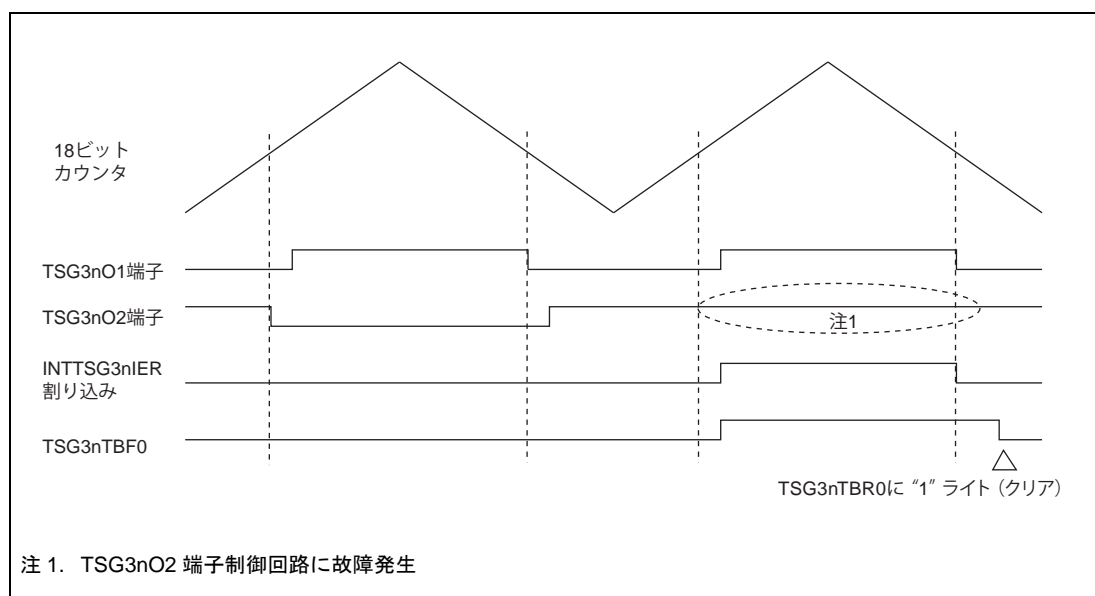 18ビット
カウンタ
TSG3nO1端子
TSG3nO2端子
注1
INTTSG3nIER
割り込み
TSG3nTBF0
TSG3nTBR0に “1” ライト (クリア)
注 1. TSG3nO2 端子制御回路に故障発生